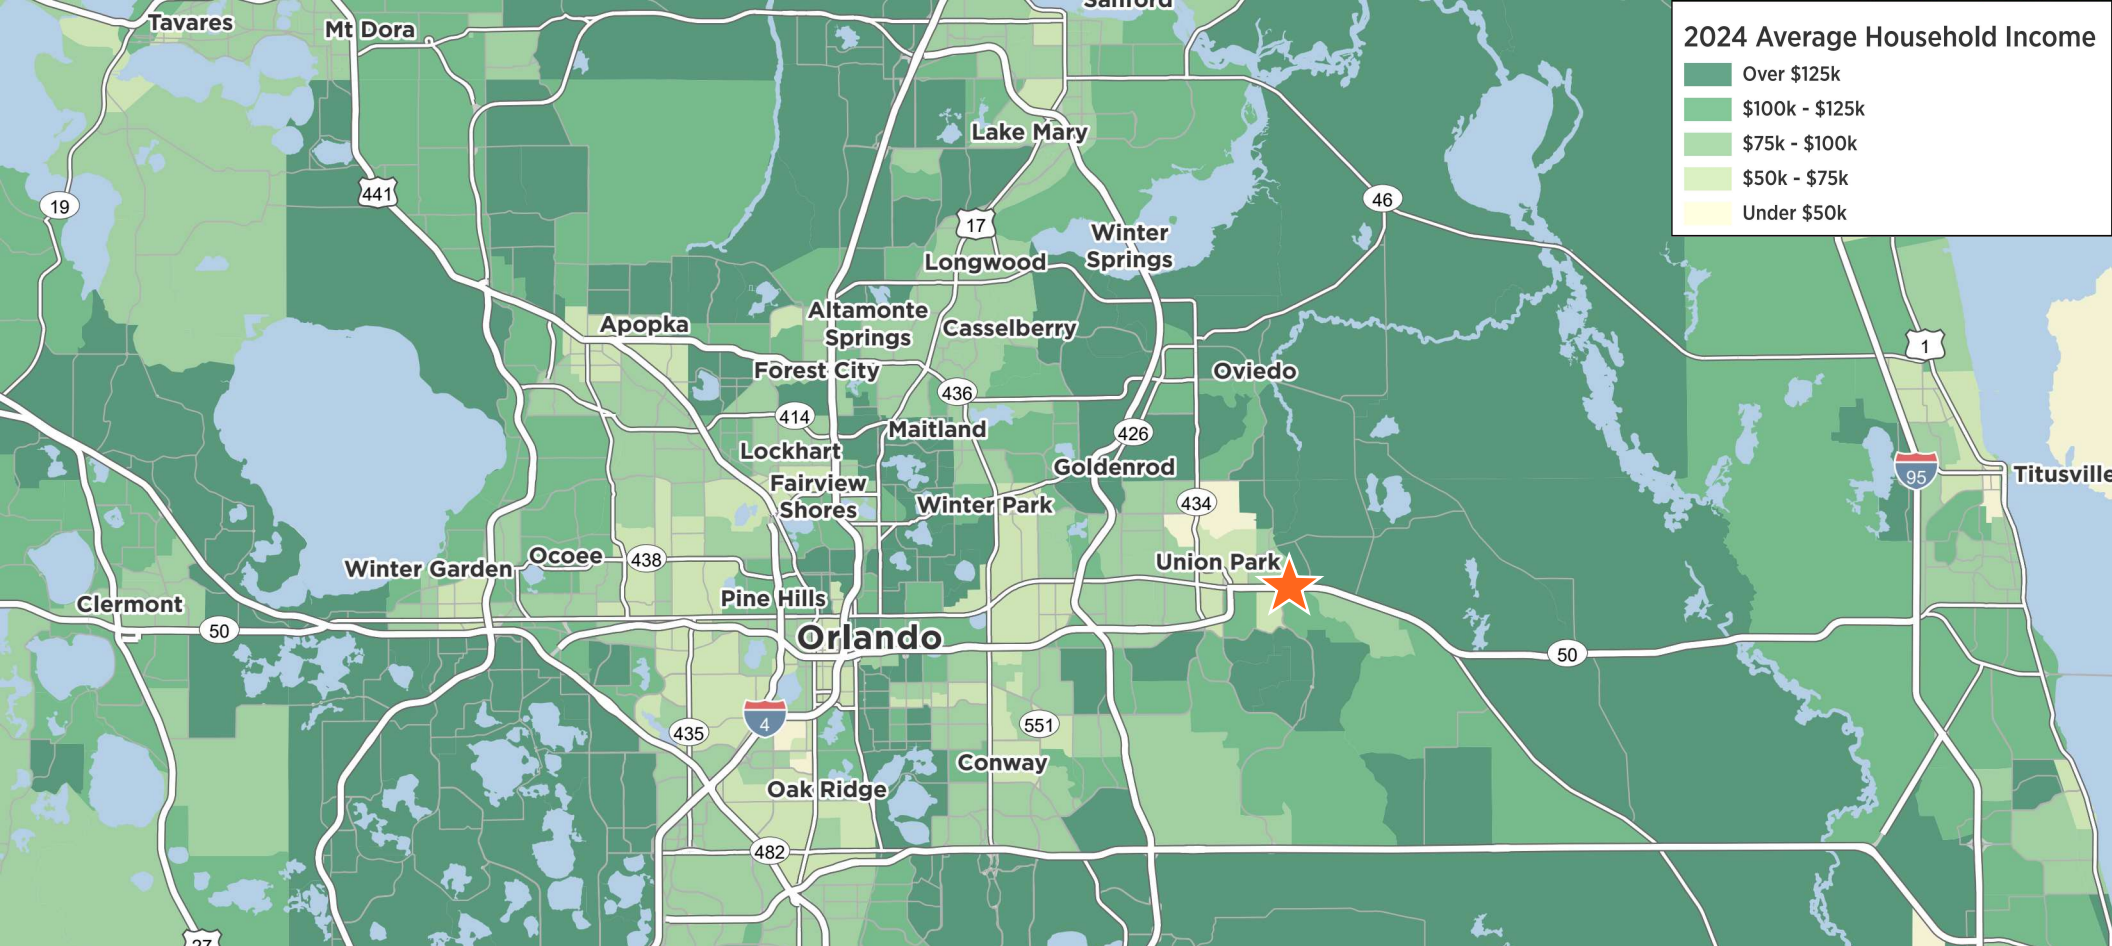 Sanford
Tavares
Mt Dora
2024 Average Household Income
Over $125k
$100k - $125k
$75k - $100k
$50k - $75k
Under $50k
Lake Mary
441
19
46
17
Winter
Springs
Longwood
Altamonte
Springs
Apopka
Casselberry
1
Forest City
Oviedo
436
414
Maitland
426
Lockhart
Goldenrod
95
Titusville
Fairview
Shores
Winter Park
434
Ocoee
438
Winter Garden
Union Park
Clermont
Pine Hills
50
Orlando
50
4
435
551
Conway
Oak Ridge
482
27